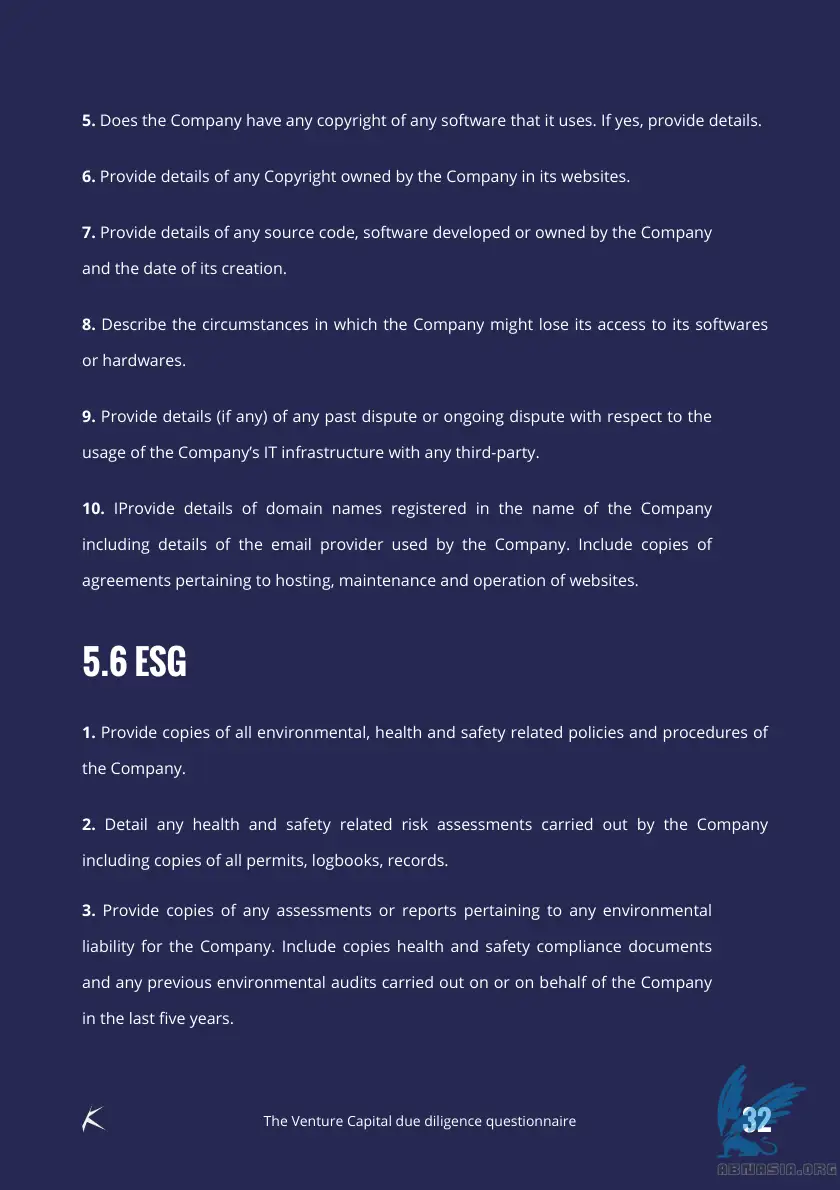 5. Does the Company have any copyright of any software that it uses. If yes, provide details.
6. Provide details of any Copyright owned by the Company in its websites.
7. Provide details of any source code, software developed or owned by the Company
and the date of its creation.
8. Describe the circumstances in which the Company might lose its access to its softwares
or hardwares.
9. Provide details (if any) of any past dispute or ongoing dispute with respect to the
usage of the Company’s IT infrastructure with any third-party.
10. IProvide details of domain names registered in the name of the Company
including details of the email provider used by the Company. Include copies of
agreements pertaining to hosting, maintenance and operation of websites.
5.6 ESG
1. Provide copies of all environmental, health and safety related policies and procedures of
the Company.
2. Detail any health and safety related risk assessments carried out by the Company
including copies of all permits, logbooks, records.
3. Provide copies of any assessments or reports pertaining to any environmental
liability for the Company. Include copies health and safety compliance documents
and any previous environmental audits carried out on or on behalf of the Company
in the last five years.
The Venture Capital due diligence questionnaire
32
ABNASIA.ORG